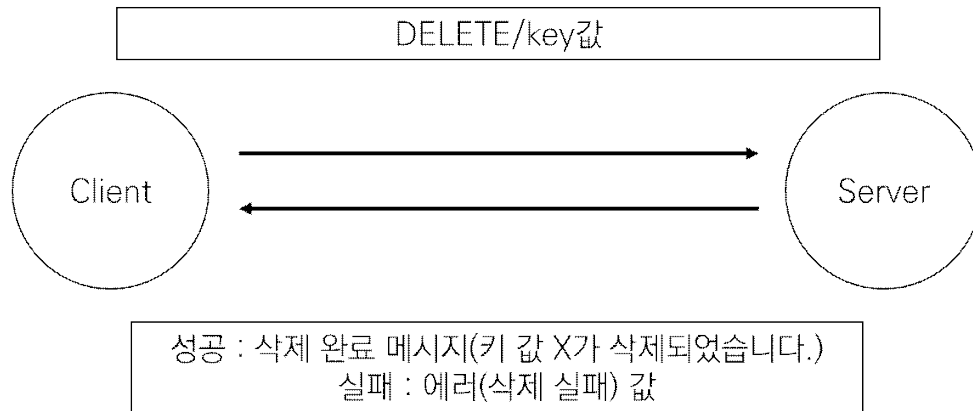 DELETE/key값
Client
Server
성공 : 삭제 완료 메시지(키 값 X가 삭제되었습니다.)
실패 : 에러(삭제 실패) 값